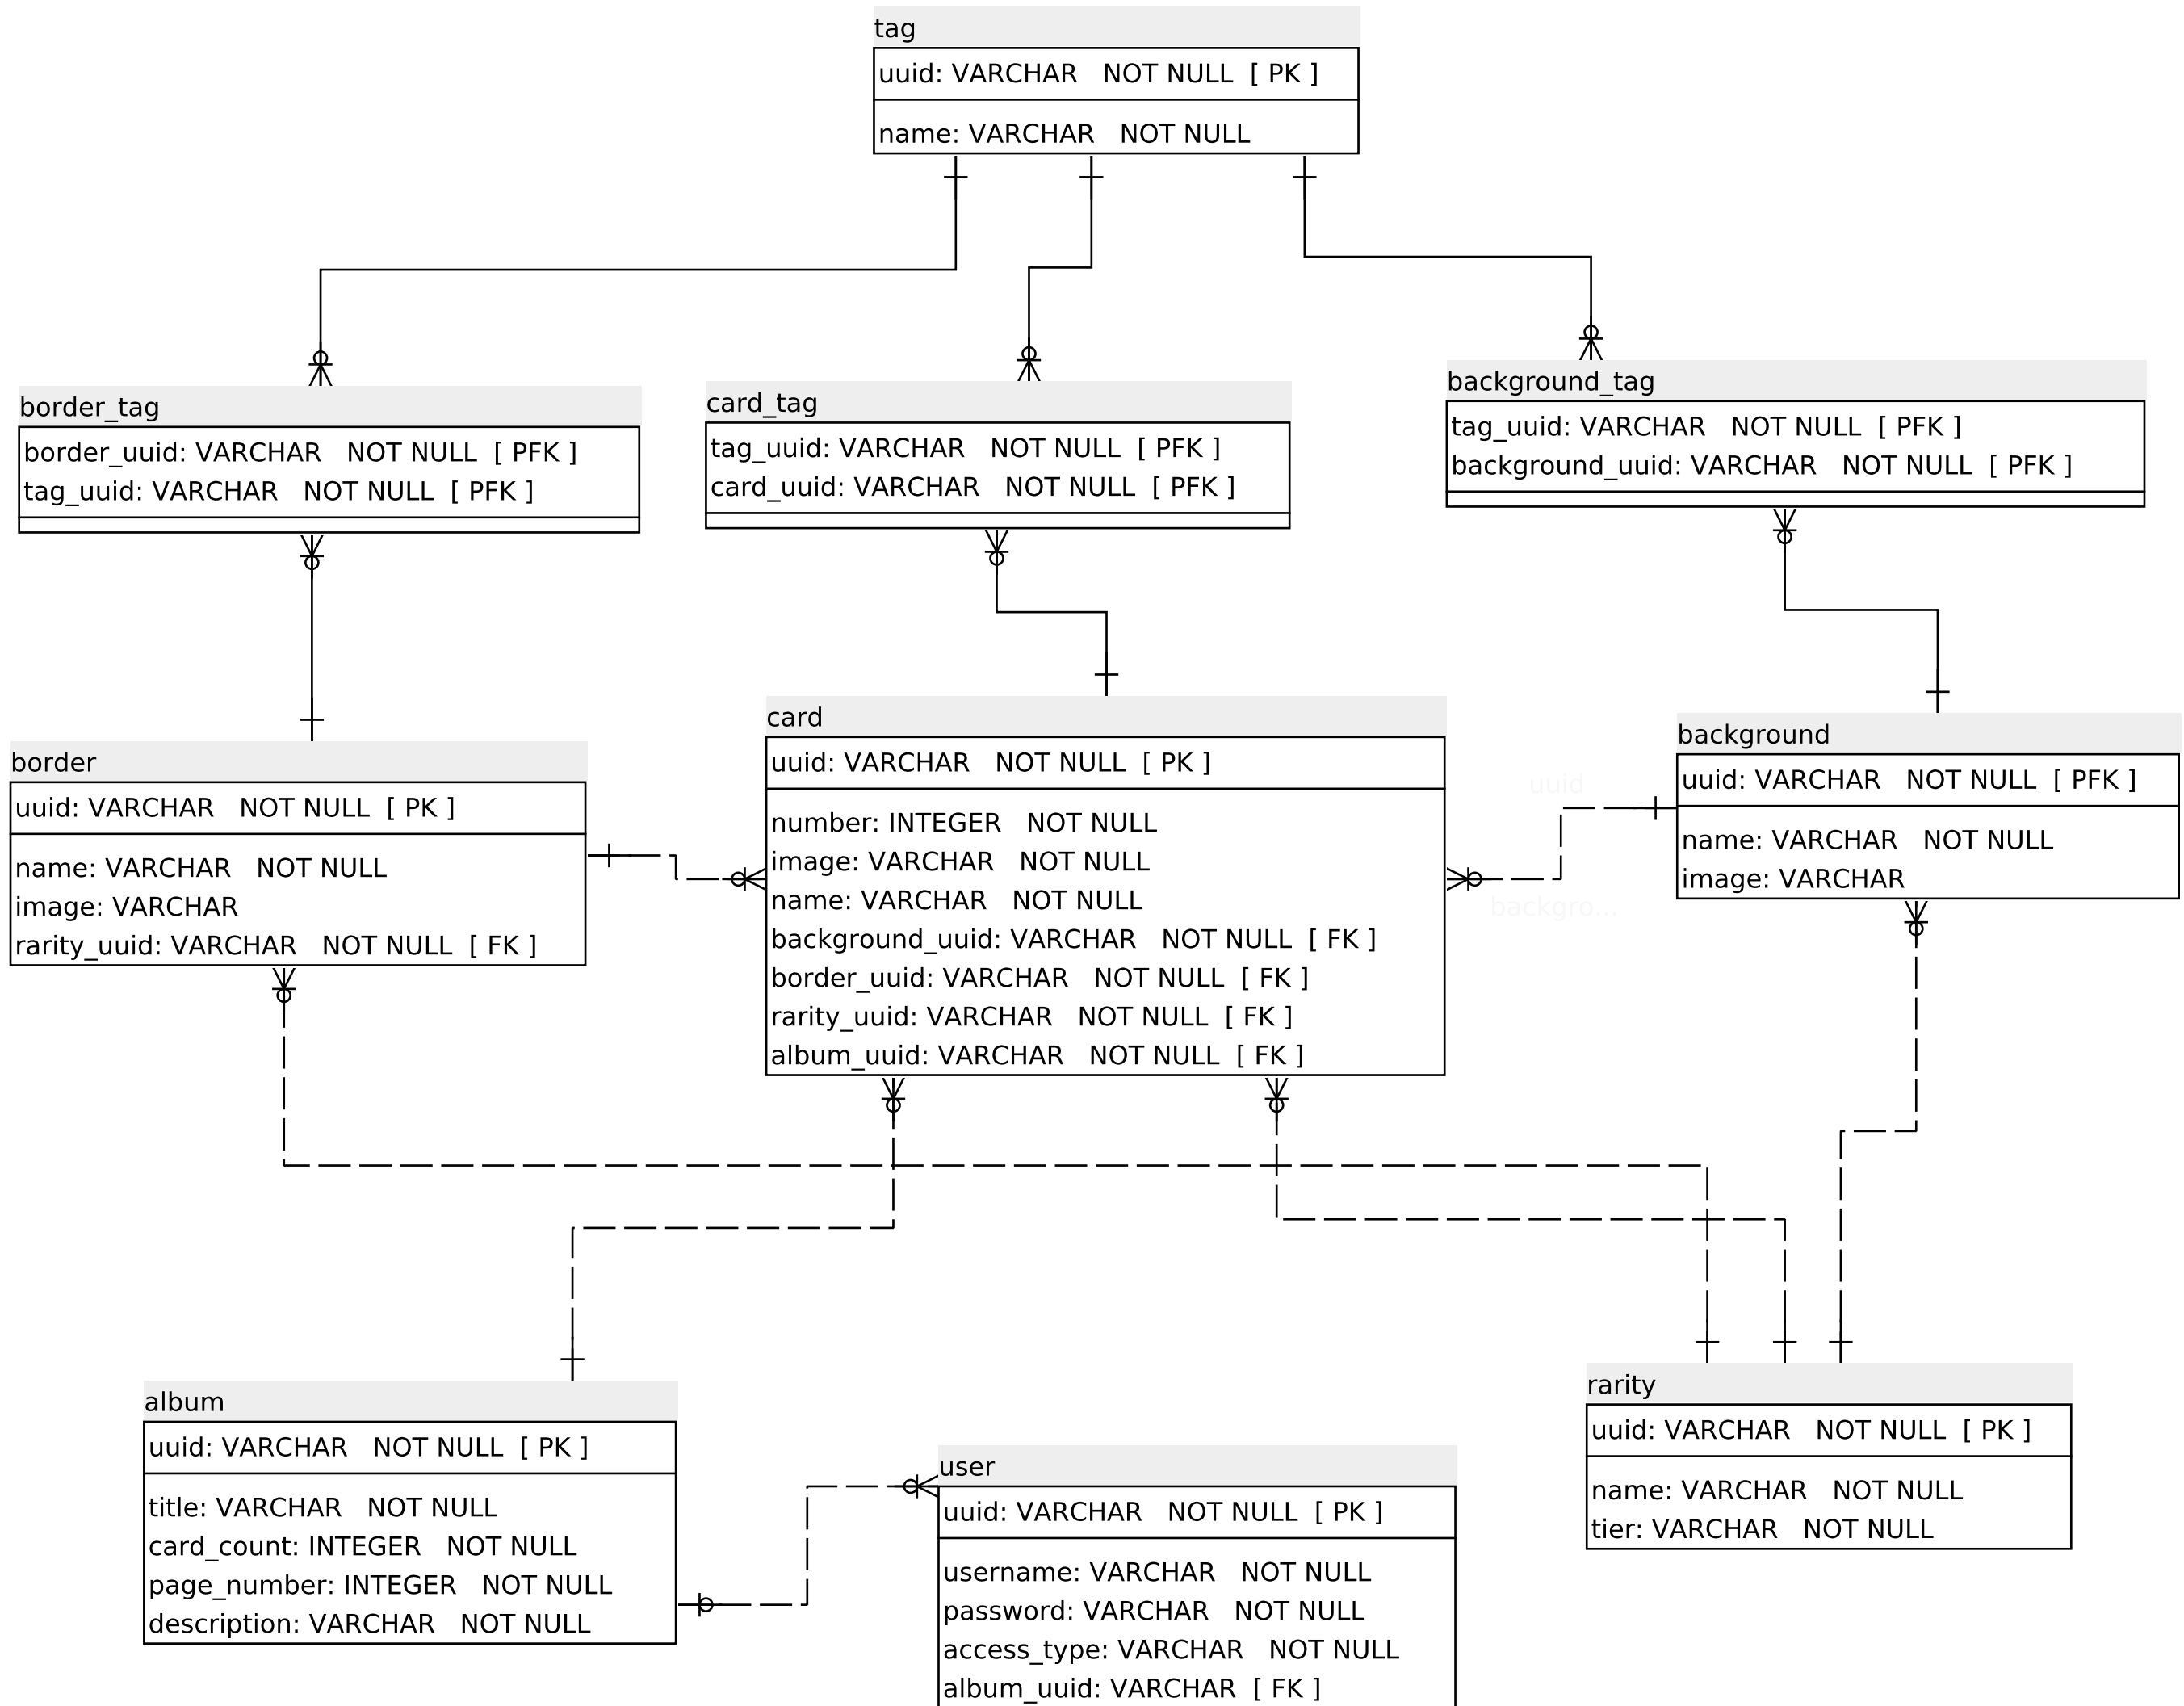 tag
uuid: VARCHAR NOT NULL [ PK ]
name: VARCHAR NOT NULL
border_tag
border_uuid: VARCHAR NOT NULL [ PFK ]
tag_uuid: VARCHAR NOT NULL [ PFK ]
card_tag
tag_uuid: VARCHAR NOT NULL [ PFK ]
card_uuid: VARCHAR NOT NULL [ PFK ]
background_tag
tag_uuid: VARCHAR NOT NULL [ PFK ]
background_uuid: VARCHAR NOT NULL [ PFK ]
border
uuid: VARCHAR NOT NULL [ PK ]
name: VARCHAR NOT NULL
image: VARCHAR
rarity_uuid: VARCHAR NOT NULL [ FK ]
card
uuid: VARCHAR NOT NULL [ PK ]
number: INTEGER NOT NULL
image: VARCHAR NOT NULL
name: VARCHAR NOT NULL
background_uuid: VARCHAR NOT NULL [ FK ]
border_uuid: VARCHAR NOT NULL [ FK ]
rarity_uuid: VARCHAR NOT NULL [ FK ]
album_uuid: VARCHAR NOT NULL [ FK ]
uuid
backgro...
background
uuid: VARCHAR NOT NULL [ PFK ]
name: VARCHAR NOT NULL
image: VARCHAR
album
uuid: VARCHAR NOT NULL [ PK ]
title: VARCHAR NOT NULL
card_count: INTEGER NOT NULL
page_number: INTEGER NOT NULL
description: VARCHAR NOT NULL
user
uuid: VARCHAR NOT NULL [ PK ]
username: VARCHAR NOT NULL
password: VARCHAR NOT NULL
access_type: VARCHAR NOT NULL
album_uuid: VARCHAR [ FK ]
rarity
uuid: VARCHAR NOT NULL [ PK ]
name: VARCHAR NOT NULL
tier: VARCHAR NOT NULL